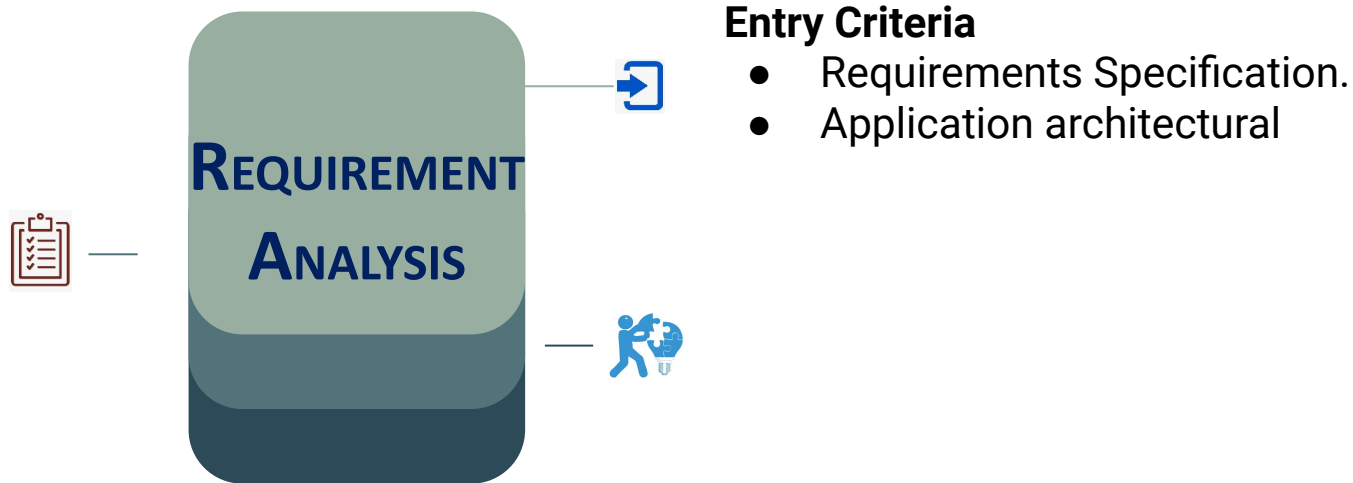 REQUIREMENT
ANALYSIS
Entry Criteria
● Requirements Specification.
● Application architectural